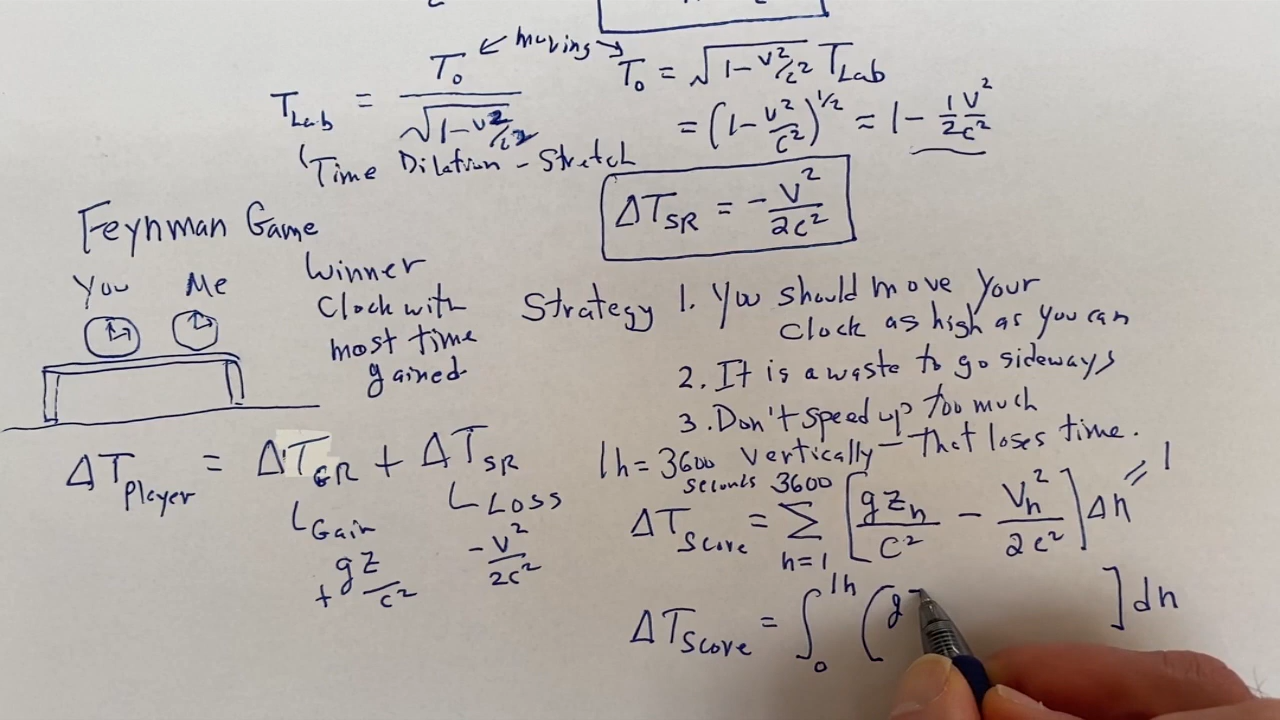 T_Lab = T_0 / √(1-v²/c²) ← moving → T_0 = √(1-v²/c²) T_Lab
= (1-v²/c²)^1/2 ≈ 1 - 1/2 v²/c²
Time Dilation - Stretch
ΔT_SR = - v²/2c²
Feynman Game
You Me
Winner
Clock with
most time
gained
Strategy 1. You should move your
clock as high as you can
2. It is a waste to go sideways
3. Don't speed up too much
vertically - That loses time.
ΔT_Player = ΔT_GR + ΔT_SR
Gain
+ gz/c²
Loss
- v²/2c²
1h = 3600
seconds
ΔT_Score = Σ_{n=1}^{3600} [gz_n/c² - v_n²/2c²] Δn = 1
ΔT_Score = ∫_0^1h (g ] dn